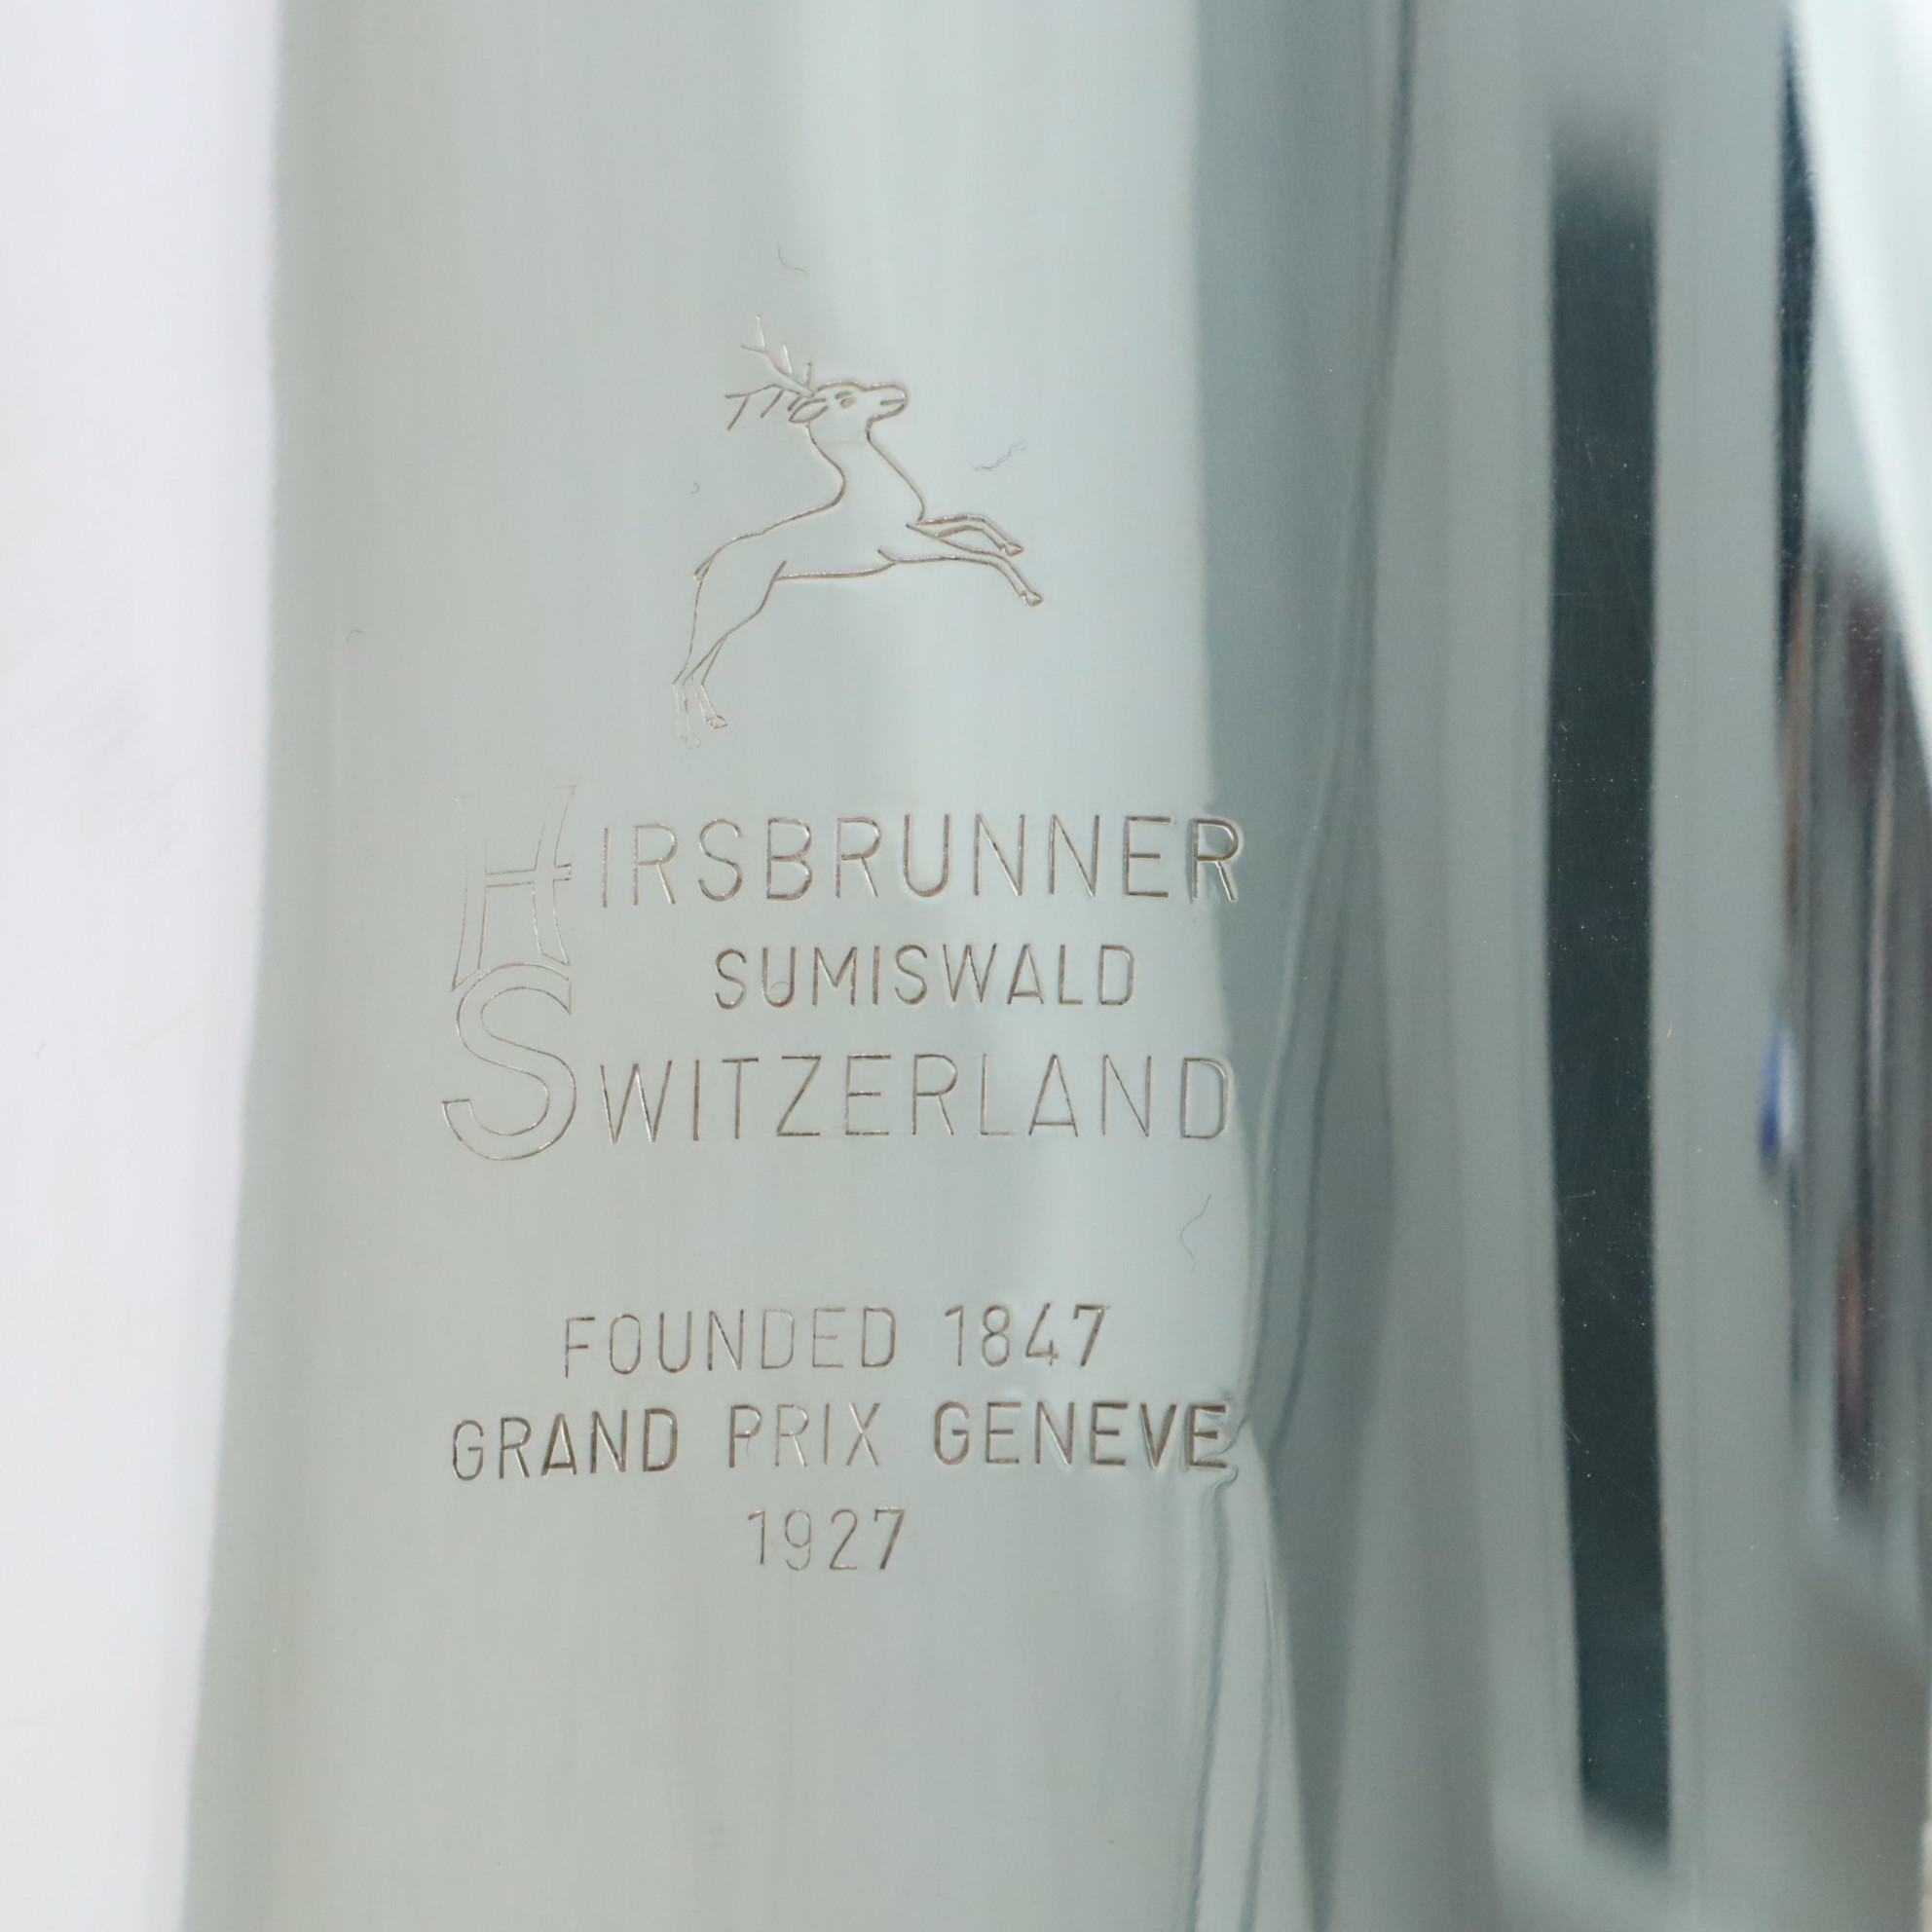 HIRSBRUNNER
SUMISWALD
SWITZERLAND
FOUNDED 1847
GRAND PRIX GENEVE
1927